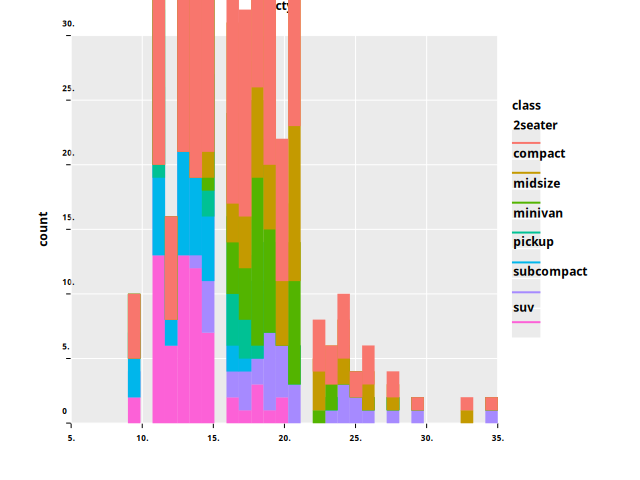 cty
30.
25.
20.
15.
10.
5.
0
count
5.
10.
15.
20.
25.
30.
35.
class
2seater
compact
midsize
minivan
pickup
subcompact
suv